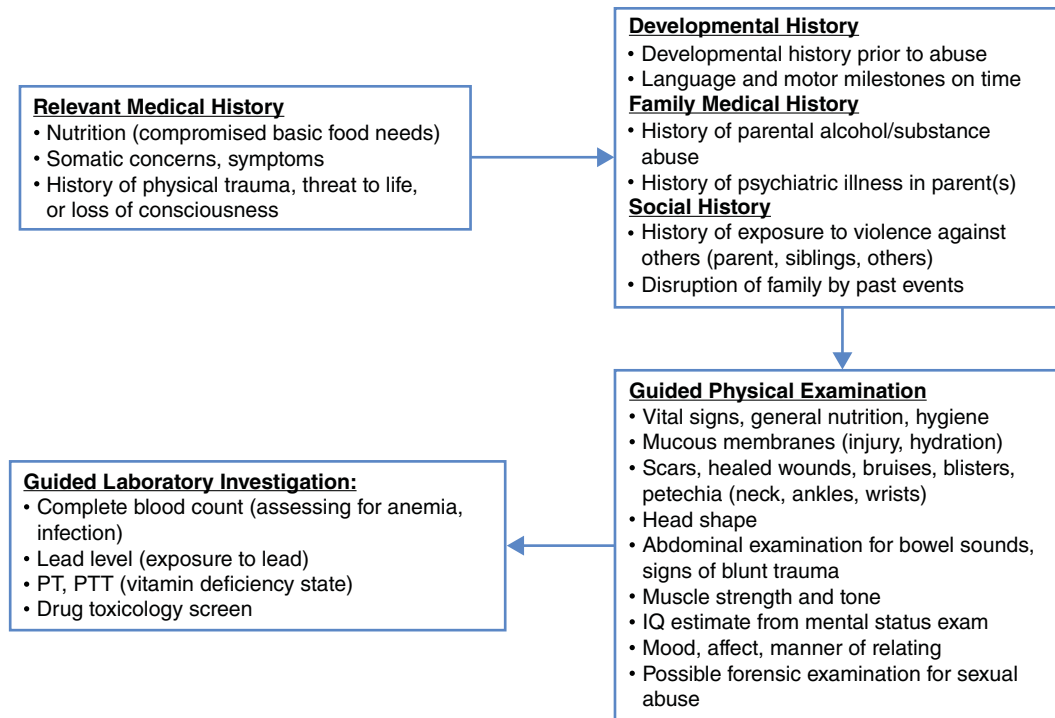 Relevant Medical History
• Nutrition (compromised basic food needs)
• Somatic concerns, symptoms
• History of physical trauma, threat to life,
or loss of consciousness
Developmental History
• Developmental history prior to abuse
• Language and motor milestones on time
Family Medical History
• History of parental alcohol/substance
abuse
• History of psychiatric illness in parent(s)
Social History
• History of exposure to violence against
others (parent, siblings, others)
• Disruption of family by past events
Guided Physical Examination
• Vital signs, general nutrition, hygiene
• Mucous membranes (injury, hydration)
• Scars, healed wounds, bruises, blisters,
petechia (neck, ankles, wrists)
• Head shape
• Abdominal examination for bowel sounds,
signs of blunt trauma
• Muscle strength and tone
• IQ estimate from mental status exam
• Mood, affect, manner of relating
• Possible forensic examination for sexual
abuse
Guided Laboratory Investigation:
• Complete blood count (assessing for anemia,
infection)
• Lead level (exposure to lead)
• PT, PTT (vitamin deficiency state)
• Drug toxicology screen